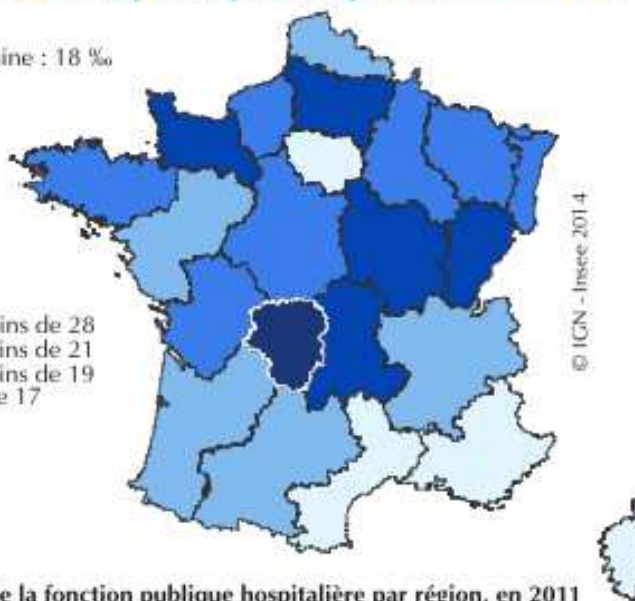 ine : 18 ‰
ins de 28
ins de 21
ins de 19
e 17
© IGN - Insee 2014
e la fonction publique hospitalière par région, en 2011